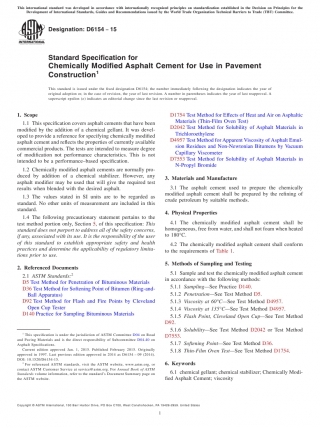 This international standard was developed in accordance with internationally recognized principles on standardization established in the Decision on Principles for the
Development of International Standards, Guides and Recommendations issued by the World Trade Organization Technical Barriers to Trade (TBT) Committee.
Designation: D6154 − 15
Standard Specification for
Chemically Modified Asphalt Cement for Use in Pavement
Construction1
This standard is issued under the fixed designation D6154; the number immediately following the designation indicates the year of
original adoption or, in the case of revision, the year of last revision. A number in parentheses indicates the year of last reapproval. A
superscript epsilon (ε) indicates an editorial change since the last revision or reapproval.
1. Scope
1.1 This specification covers asphalt cements that have been
modified by the addition of a chemical gellant. It was devel-
oped to provide a reference for specifying chemically modified
asphalt cement and reflects the properties of currently available
commercial products. The tests are intended to measure degree
of modification not performance characteristics. This is not
intended to be a performance-based specification.
1.2 Chemically modified asphalt cements are normally pro-
duced by addition of a chemical stabilizer. However, any
asphalt modifier may be used that will give the required test
results when blended with the desired asphalt.
1.3 The values stated in SI units are to be regarded as
standard. No other units of measurement are included in this
standard.
1.4 The following precautionary statement pertains to the
test method portion only, Section 5, of this specification: This
standard does not purport to address all of the safety concerns,
if any, associated with its use. It is the responsibility of the user
of this standard to establish appropriate safety and health
practices and determine the applicability of regulatory limita-
tions prior to use.
2. Referenced Documents
2.1 ASTM Standards:2
D5 Test Method for Penetration of Bituminous Materials
D36 Test Method for Softening Point of Bitumen (Ring-and-
Ball Apparatus)
D92 Test Method for Flash and Fire Points by Cleveland
Open Cup Tester
D140 Practice for Sampling Bituminous Materials
1 This specification is under the jurisdiction of ASTM Committee D04 on Road
and Paving Materials and is the direct responsibility of Subcommittee D04.40 on
Asphalt Specifications.
Current edition approved Jan. 1, 2015. Published February 2015. Originally
approved in 1997. Last previous edition approved in 2014 as D6154 – 09 (2014).
DOI: 10.1520/D6154-15.
2 For referenced ASTM standards, visit the ASTM website, www.astm.org, or
contact ASTM Customer Service at service@astm.org. For Annual Book of ASTM
Standards volume information, refer to the standard's Document Summary page on
the ASTM website.
D1754 Test Method for Effects of Heat and Air on Asphaltic
Materials (Thin-Film Oven Test)
D2042 Test Method for Solubility of Asphalt Materials in
Trichloroethylene
D4957 Test Method for Apparent Viscosity of Asphalt Emul-
sion Residues and Non-Newtonian Bitumens by Vacuum
Capillary Viscometer
D7553 Test Method for Solubility of Asphalt Materials in
N-Propyl Bromide
3. Materials and Manufacture
3.1 The asphalt cement used to prepare the chemically
modified asphalt cement shall be prepared by the refining of
crude petroleum by suitable methods.
4. Physical Properties
4.1 The chemically modified asphalt cement shall be
homogeneous, free from water, and shall not foam when heated
to 180°C.
4.2 The chemically modified asphalt cement shall conform
to the requirements of Table 1.
5. Methods of Sampling and Testing
5.1 Sample and test the chemically modified asphalt cement
in accordance with the following methods:
5.1.1 Sampling—See Practice D140.
5.1.2 Penetration—See Test Method D5.
5.1.3 Viscosity at 60°C—See Test Method D4957.
5.1.4 Viscosity at 135°C—See Test Method D4957.
5.1.5 Flash Point, Cleveland Open Cup—See Test Method
D92.
5.1.6 Solubility—See Test Method D2042 or Test Method
D7553.
5.1.7 Softening Point—See Test Method D36.
5.1.8 Thin-Film Oven Test—See Test Method D1754.
6. Keywords
6.1 chemical gellant; chemical stabilizer; Chemically Modi-
fied Asphalt Cement; viscosity
Copyright © ASTM International, 100 Barr Harbor Drive, PO Box C700, West Conshohocken, PA 19428-2959. United States
1